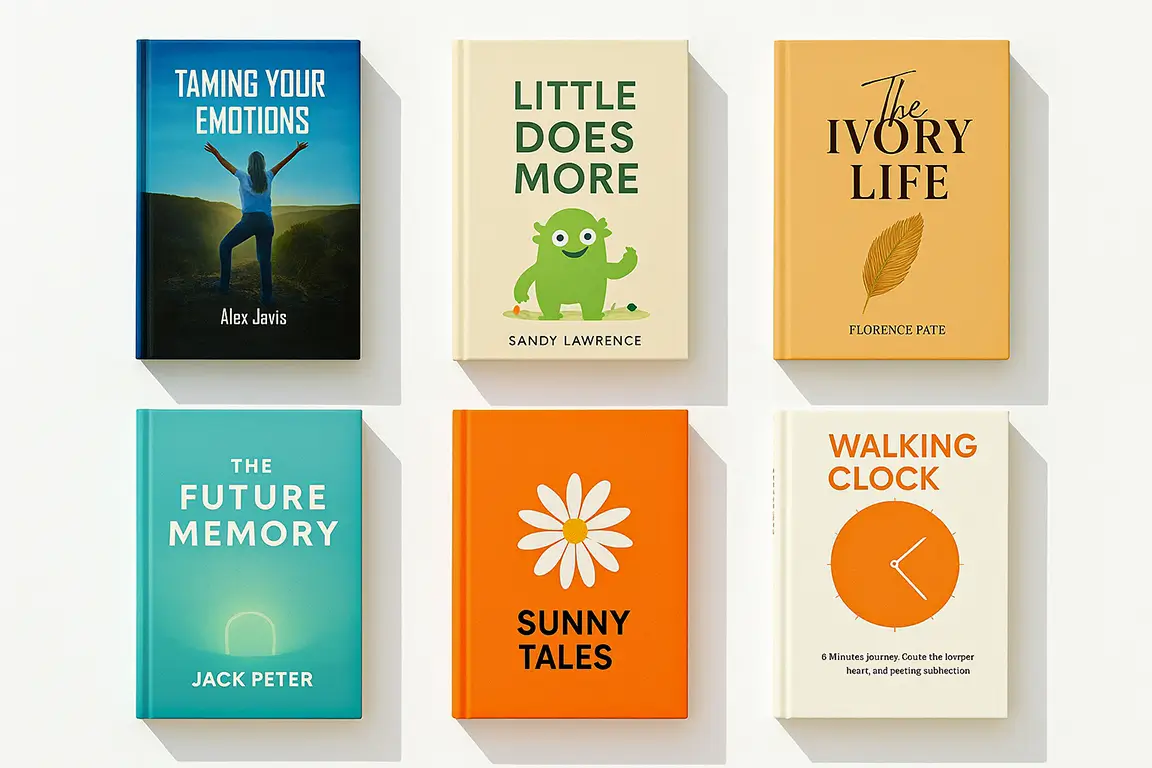 TAMING YOUR
EMOTIONS
Alex Javis
LITTLE
DOES
MORE
SANDY LAWRENCE
The
IVORY
LIFE
FLORENCE PATE
THE
FUTURE
MEMORY
JACK PETER
SUNNY
TALES
WALKING
CLOCK
6 Minutes journey. Coute the lovrper
heart, and peeting subhection